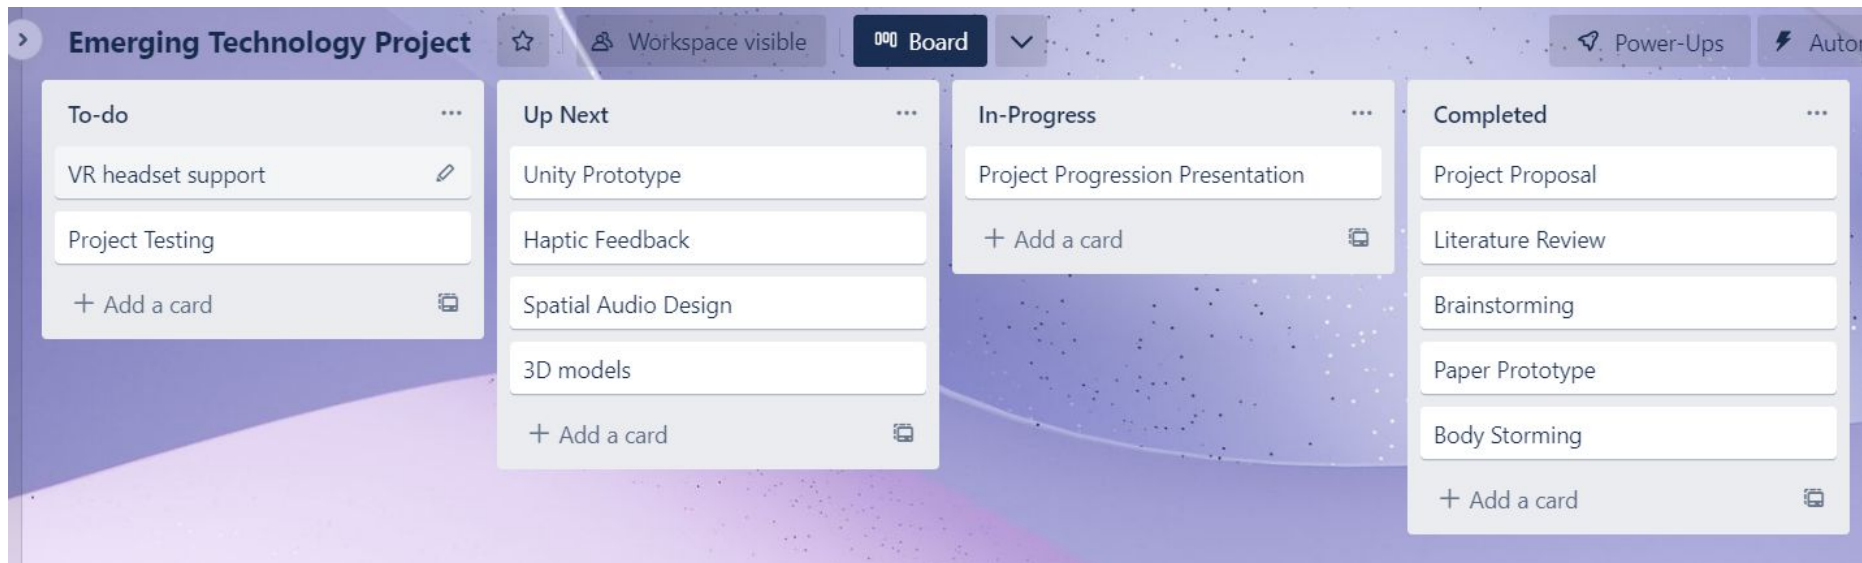 Emerging Technology Project
Workspace visible
Board
Power-Ups
To-do
VR headset support
Project Testing
+ Add a card
Up Next
Unity Prototype
Haptic Feedback
Spatial Audio Design
3D models
+ Add a card
In-Progress
Project Progression Presentation
+ Add a card
Completed
Project Proposal
Literature Review
Brainstorming
Paper Prototype
Body Storming
+ Add a card